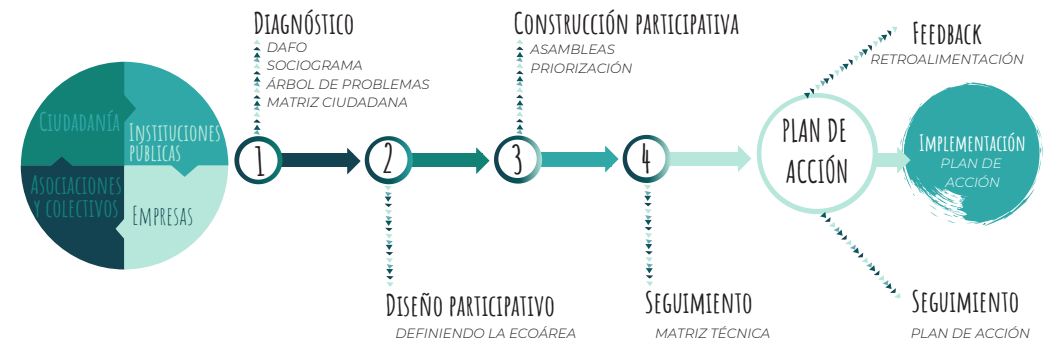 CIUDADANÍA
INSTITUCIONES
PÚBLICAS
ASOCIACIONES
Y COLECTIVOS
EMPRESAS
1
DIAGNÓSTICO
DAFO
SOCIOGRAMA
ÁRBOL DE PROBLEMAS
MATRIZ CIUDADANA
2
DISEÑO PARTICIPATIVO
DEFINIENDO LA ECOÁREA
3
CONSTRUCCIÓN PARTICIPATIVA
ASAMBLEAS
PRIORIZACIÓN
4
SEGUIMIENTO
MATRIZ TÉCNICA
PLAN DE
ACCIÓN
FEEDBACK
RETROALIMENTACIÓN
IMPLEMENTACIÓN
PLAN DE
ACCIÓN
SEGUIMIENTO
PLAN DE ACCIÓN